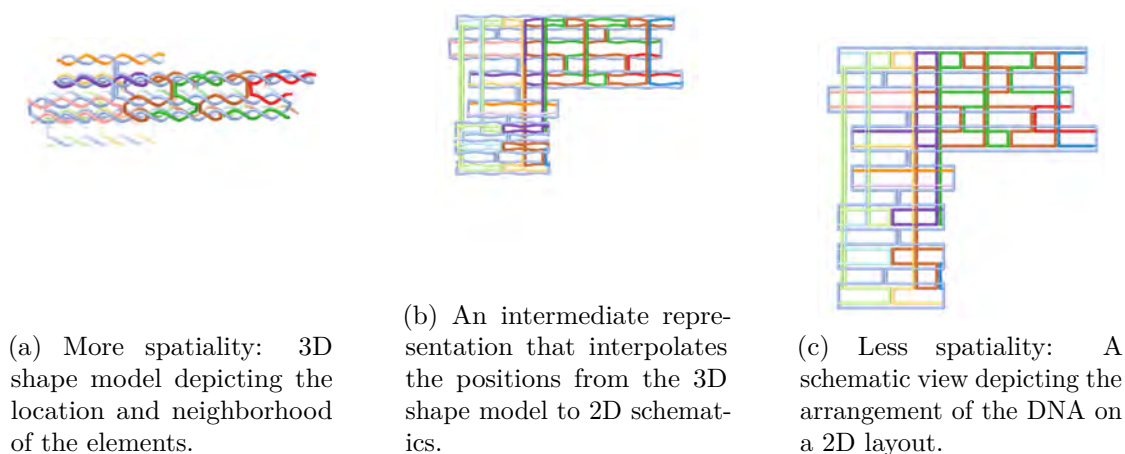 (a) More spatiality: 3D
shape model depicting the
location and neighborhood
of the elements.
(b) An intermediate repre-
sentation that interpolates
the positions from the 3D
shape model to 2D schemat-
ics.
(c) Less spatiality: A
schematic view depicting the
arrangement of the DNA on
a 2D layout.